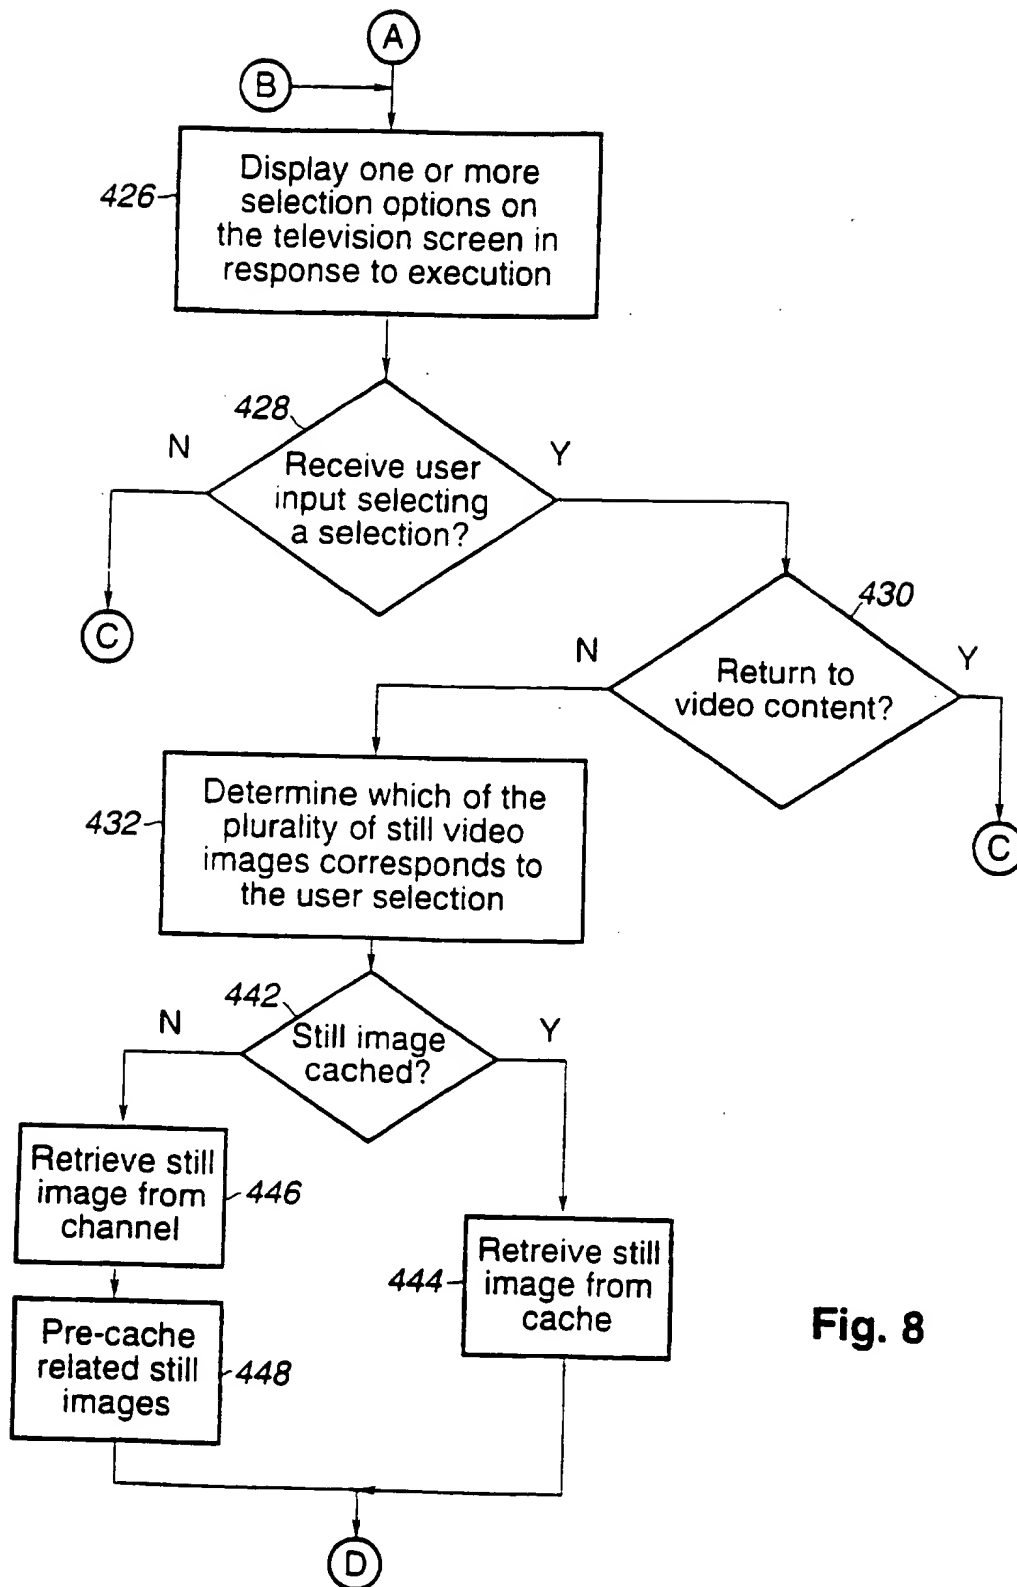 A
B
426
Display one or more
selection options on
the television screen in
response to execution
428
N
Y
Receive user
input selecting
a selection?
C
430
N
Y
Return to
video content?
C
432
Determine which of the
plurality of still video
images corresponds to
the user selection
442
N
Y
Still image
cached?
Retrieve still
image from
channel
446
444
Retreive still
image from
cache
Pre-cache
related still
images
448
Fig. 8
D